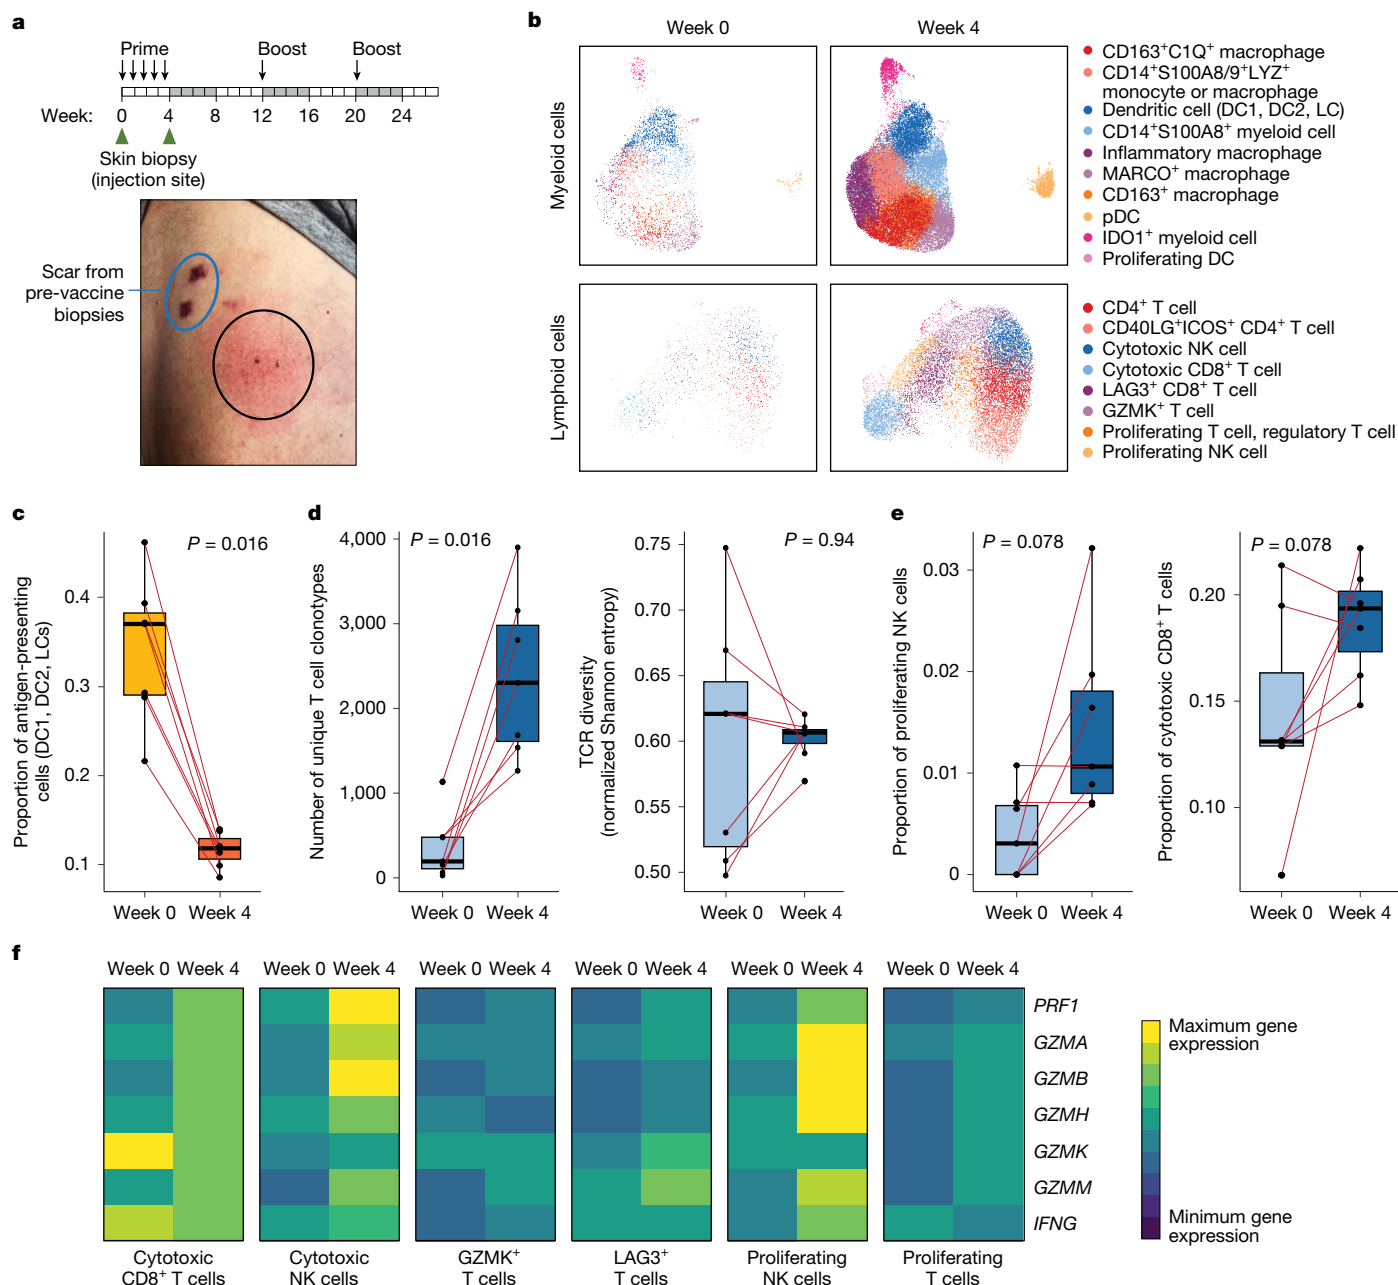 a
Prime
Boost
Boost
Week:
0
4
8
12
16
20
24
Skin biopsy
(injection site)
Scar from
pre-vaccine
biopsies
b
Week 0
Week 4
Myeloid cells
CD163+C1Q+ macrophage
CD14+S100A8/9+LYZ+
monocyte or macrophage
Dendritic cell (DC1, DC2, LC)
CD14+S100A8+ myeloid cell
Inflammatory macrophage
MARCO+ macrophage
CD163+ macrophage
pDC
IDO1+ myeloid cell
Proliferating DC
Lymphoid cells
CD4+ T cell
CD40LG+ICOS+ CD4+ T cell
Cytotoxic NK cell
Cytotoxic CD8+ T cell
LAG3+ CD8+ T cell
GZMK+ T cell
Proliferating T cell, regulatory T cell
Proliferating NK cell
c
P = 0.016
Proportion of antigen-presenting
cells (DC1, DC2, LCs)
0.4
0.3
0.2
0.1
Week 0
Week 4
d
P = 0.016
Number of unique T cell clonotypes
4,000
3,000
2,000
1,000
0
Week 0
Week 4
P = 0.94
TCR diversity
(normalized Shannon entropy)
0.75
0.70
0.65
0.60
0.55
0.50
Week 0
Week 4
e
P = 0.078
Proportion of proliferating NK cells
0.03
0.02
0.01
0
Week 0
Week 4
P = 0.078
Proportion of cytotoxic CD8+ T cells
0.20
0.15
0.10
Week 0
Week 4
f
Week 0 Week 4
Week 0 Week 4
Week 0 Week 4
Week 0 Week 4
Week 0 Week 4
Week 0 Week 4
PRF1
GZMA
GZMB
GZMH
GZMK
GZMM
IFNG
Cytotoxic
CD8+ T cells
Cytotoxic
NK cells
GZMK+
T cells
LAG3+
T cells
Proliferating
NK cells
Proliferating
T cells
Maximum gene
expression
Minimum gene
expression